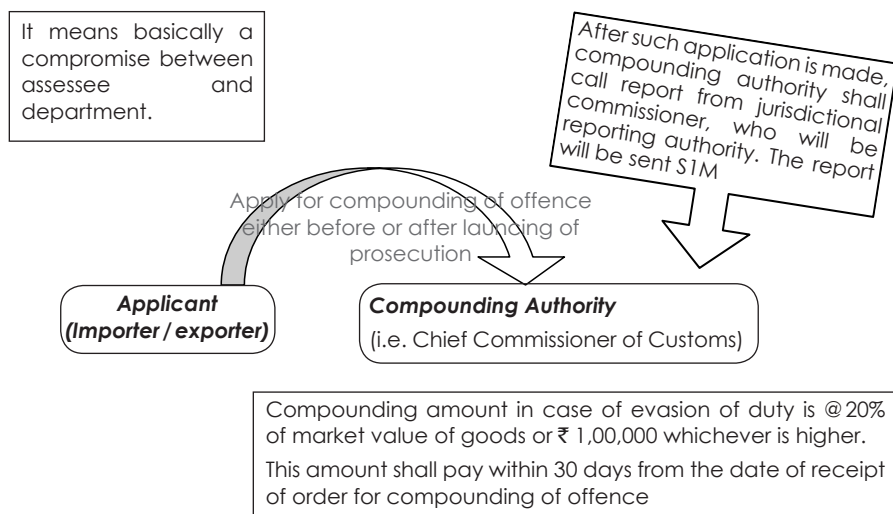 It means basically a
compromise between
assessee and
department.
After such application is made,
compounding authority shall
call report from jurisdictional
commissioner, who will be
reporting authority. The report
will be sent S1M
Apply for compounding of offence
either before or after launcing of
prosecution
Applicant
(Importer / exporter)
Compounding Authority
(i.e. Chief Commissioner of Customs)
Compounding amount in case of evasion of duty is @20%
of market value of goods or ₹ 1,00,000 whichever is higher.
This amount shall pay within 30 days from the date of receipt
of order for compounding of offence